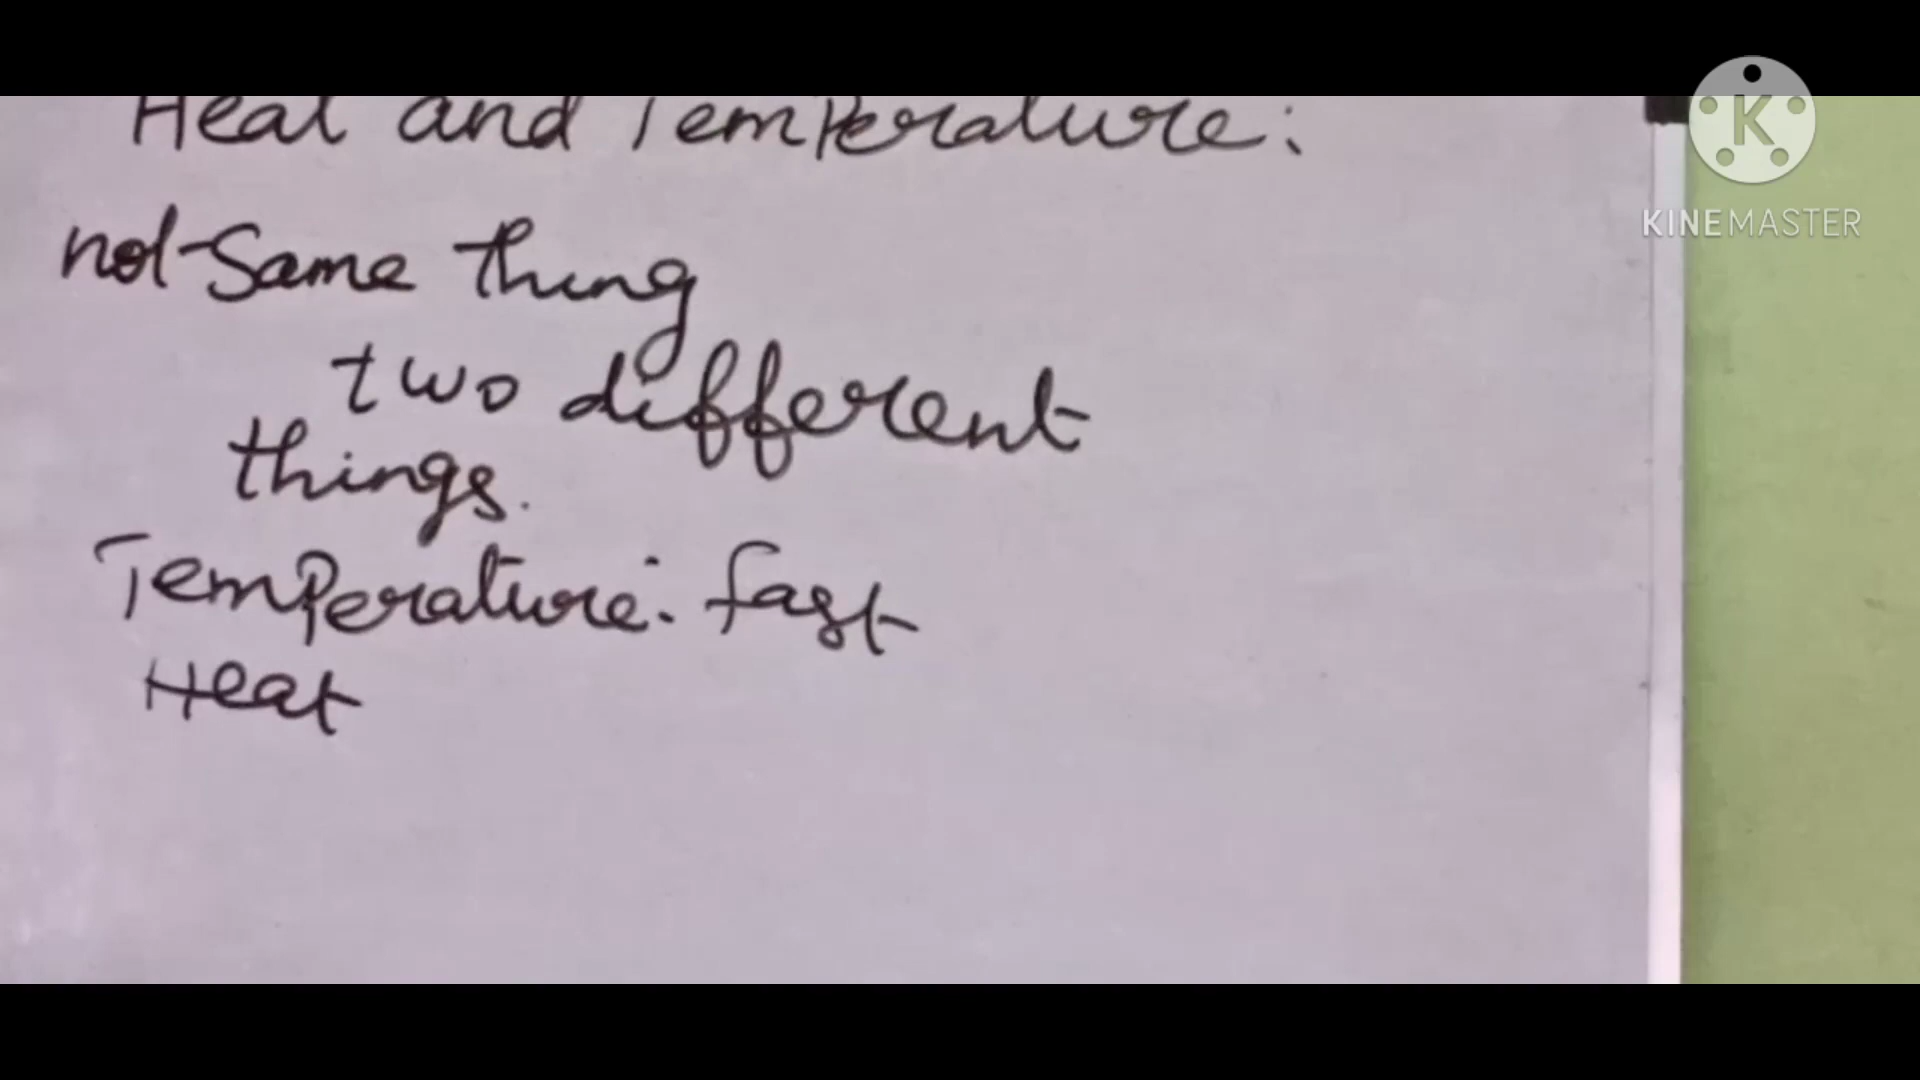 Heat and Temperature:
not Same thing
two different
things.
Temperature: fast
Heat
K
KINEMASTER